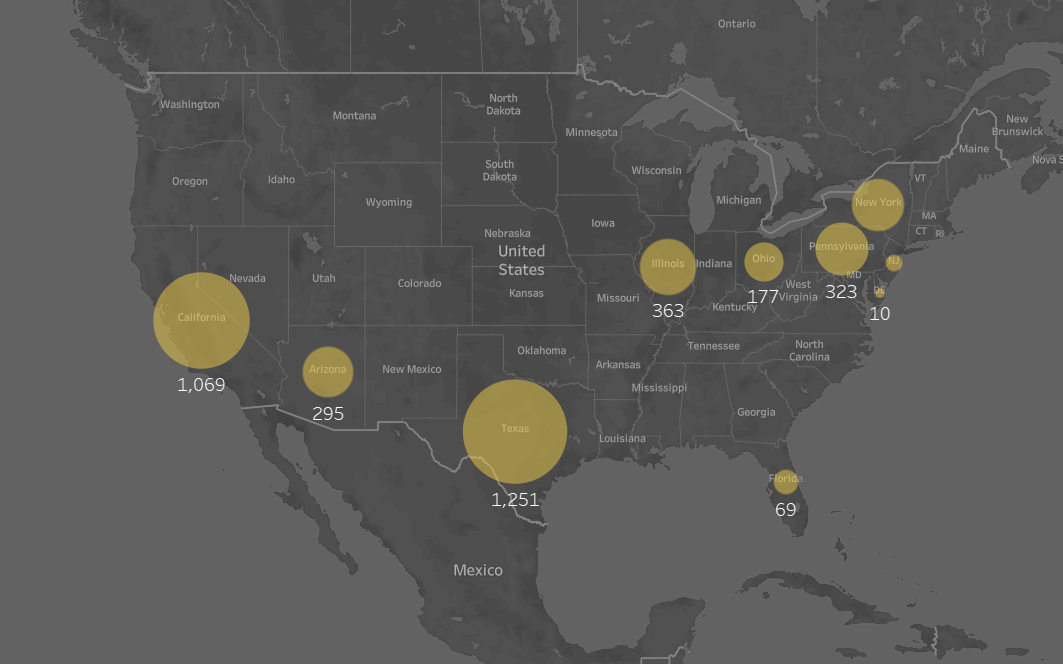 Ontario
Washington
Montana
North
Dakota
Minnesota
New
Brunswick
Maine
Nova S
Oregon
Idaho
South
Dakota
Wisconsin
Michigan
VT
Wyoming
New York
MA
CT
RI
Iowa
Nebraska
United
States
Pennsylvania
Nevada
Utah
Colorado
Kansas
Illinois
Indiana
Ohio
NJ
MD
DE
Missouri
West
Virginia
Kentucky
363
177
323
10
California
1,069
Arizona
295
New Mexico
Oklahoma
Arkansas
Tennessee
North
Carolina
Mississippi
Georgia
Texas
1,251
Louisiana
Florida
69
Mexico